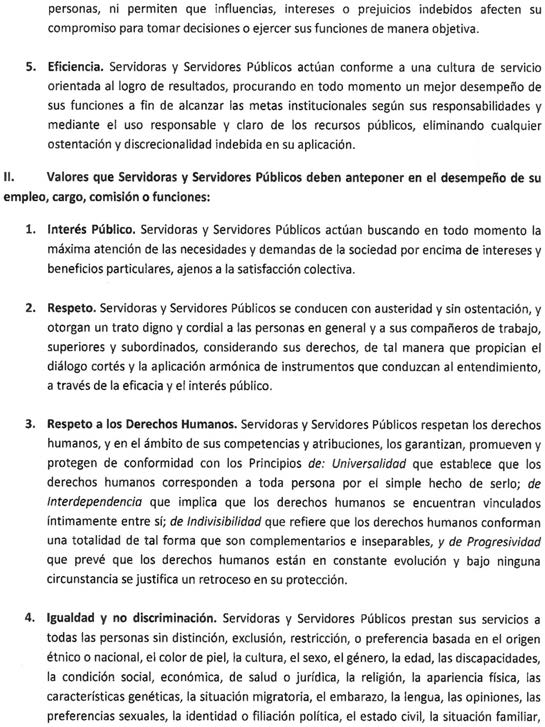 personas, ni permiten que influencias, intereses o prejuicios indebidos afecten su
compromiso para tomar decisiones o ejercer sus funciones de manera objetiva.
5. Eficiencia. Servidoras y Servidores Públicos actúan conforme a una cultura de servicio
orientada al logro de resultados, procurando en todo momento un mejor desempeño de
sus funciones a fin de alcanzar las metas institucionales según sus responsabilidades y
mediante el uso responsable y claro de los recursos públicos, eliminando cualquier
ostentación y discrecionalidad indebida en su aplicación.
II. Valores que Servidoras y Servidores Públicos deben anteponer en el desempeño de su
empleo, cargo, comisión o funciones:
1. Interés Público. Servidoras y Servidores Públicos actúan buscando en todo momento la
máxima atención de las necesidades y demandas de la sociedad por encima de intereses y
beneficios particulares, ajenos a la satisfacción colectiva.
2. Respeto. Servidoras y Servidores Públicos se conducen con austeridad y sin ostentación, y
otorgan un trato digno y cordial a las personas en general y a sus compañeros de trabajo,
superiores y subordinados, considerando sus derechos, de tal manera que propician el
diálogo cortés y la aplicación armónica de instrumentos que conduzcan al entendimiento,
a través de la eficacia y el interés público.
3. Respeto a los Derechos Humanos. Servidoras y Servidores Públicos respetan los derechos
humanos, y en el ámbito de sus competencias y atribuciones, los garantizan, promueven y
protegen de conformidad con los Principios de: Universalidad que establece que los
derechos humanos corresponden a toda persona por el simple hecho de serlo; de
Interdependencia que implica que los derechos humanos se encuentran vinculados
íntimamente entre sí; de Indivisibilidad que refiere que los derechos humanos conforman
una totalidad de tal forma que son complementarios e inseparables, y de Progresividad
que prevé que los derechos humanos están en constante evolución y bajo ninguna
circunstancia se justifica un retroceso en su protección.
4. Igualdad y no discriminación. Servidoras y Servidores Públicos prestan sus servicios a
todas las personas sin distinción, exclusión, restricción, o preferencia basada en el origen
étnico o nacional, el color de piel, la cultura, el sexo, el género, la edad, las discapacidades,
la condición social, económica, de salud o jurídica, la religión, la apariencia física, las
características genéticas, la situación migratoria, el embarazo, la lengua, las opiniones, las
preferencias sexuales, la identidad o filiación política, el estado civil, la situación familiar,